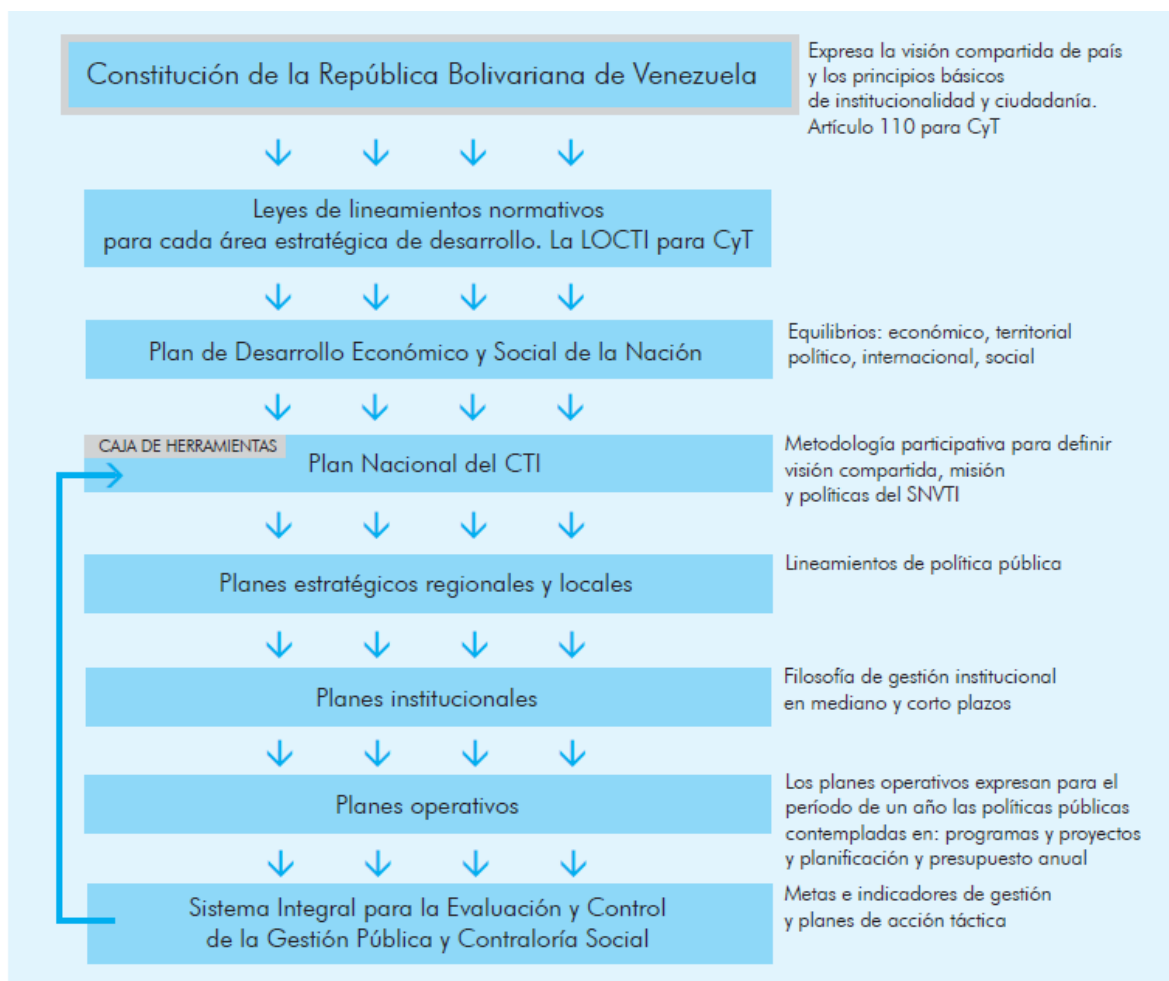 Constitución de la República Bolivariana de Venezuela
Expresa la visión compartida de país
y los principios básicos
de institucionalidad y ciudadanía.
Artículo 110 para CyT
Leyes de lineamientos normativos
para cada área estratégica de desarrollo. La LOCTI para CyT
Plan de Desarrollo Económico y Social de la Nación
Equilibrios: económico, territorial
político, internacional, social
CAJA DE HERRAMIENTAS
Plan Nacional del CTI
Metodología participativa para definir
visión compartida, misión
y políticas del SNVTI
Planes estratégicos regionales y locales
Lineamientos de política pública
Planes institucionales
Filosofía de gestión institucional
en mediano y corto plazos
Planes operativos
Los planes operativos expresan para el
período de un año las políticas públicas
contempladas en: programas y proyectos
y planificación y presupuesto anual
Sistema Integral para la Evaluación y Control
de la Gestión Pública y Contraloría Social
Metas e indicadores de gestión
y planes de acción táctica